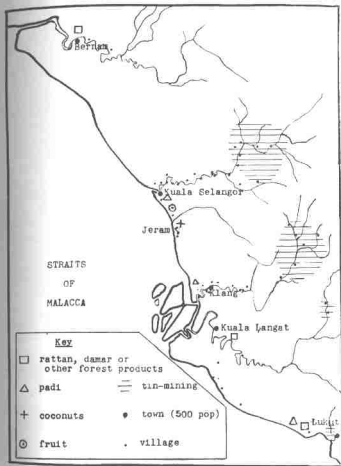 Bernam
Kuala Selangor
Jeram
STRAITS
OF
MALACCA
Klang
Kuala Langat
Lukut
Key
rattan, damar or
other forest products
padi
tin-mining
coconuts
town (500 pop)
fruit
village